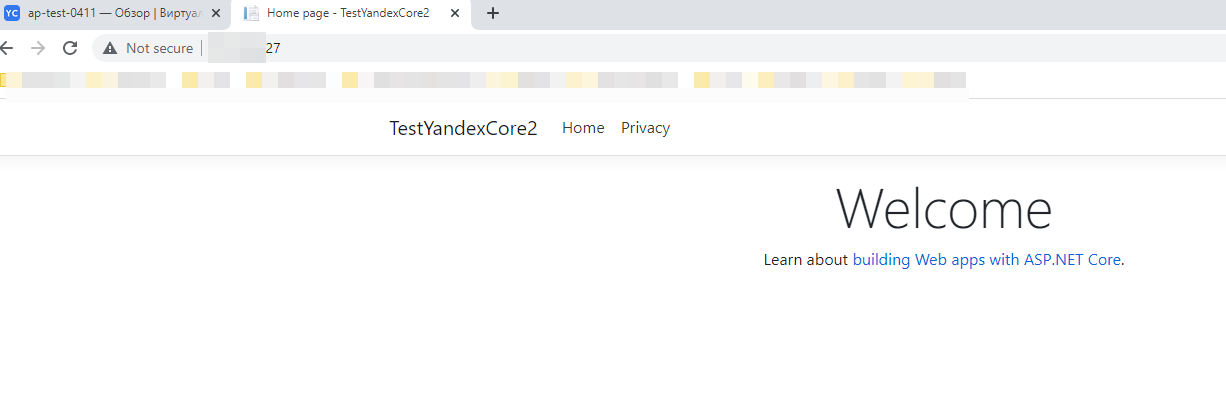 YC ap-test-0411 — Обзор | Виртуал
Home page - TestYandexCore2
Not secure 27
TestYandexCore2 Home Privacy
Welcome
Learn about building Web apps with ASP.NET Core.